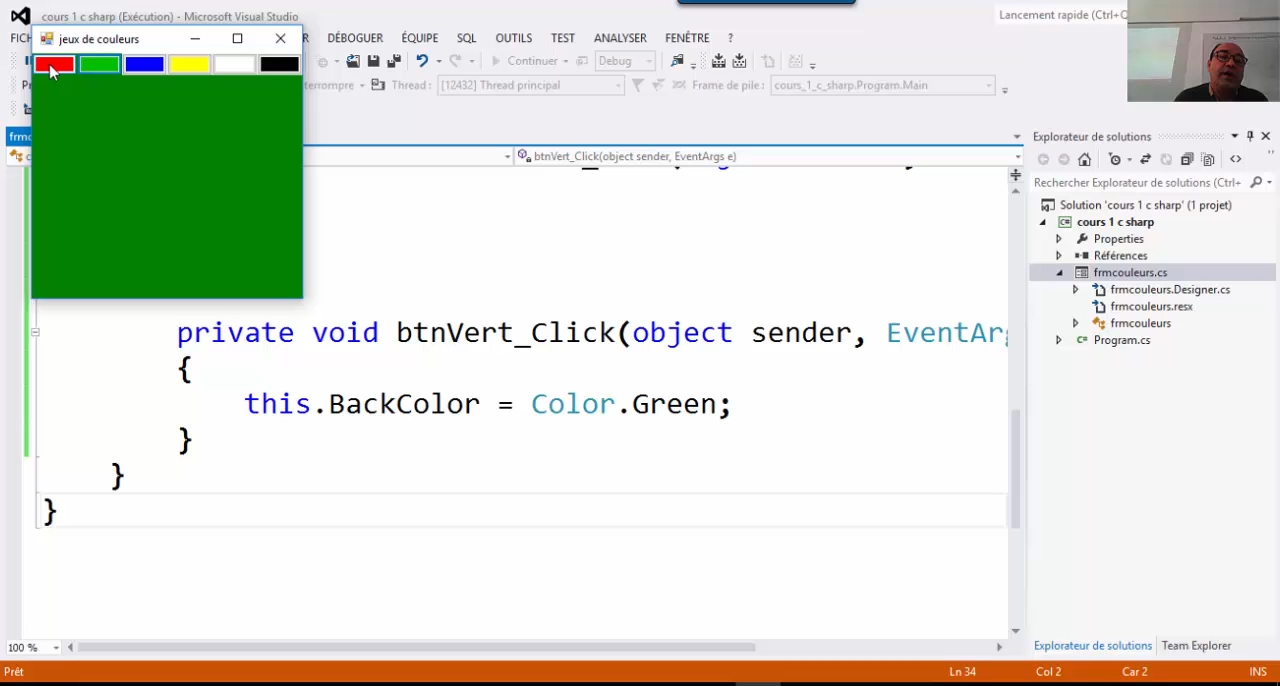 cours 1 c sharp (Exécution) - Microsoft Visual Studio
Lancement rapide (Ctrl+Q
jeux de couleurs
FICH
R
DÉBOGUER ÉQUIPE SQL OUTILS TEST ANALYSER FENÊTRE ?
Continuer Debug
Pr
terrompre Thread : [12432] Thread principal Frame de pile : cours_1_c_sharp.Program.Main
frmc
btnVert_Click(object sender, EventArgs e)
private void btnVert_Click(object sender, EventArg
{
this.BackColor = Color.Green;
}
}
}
100 %
Explorateur de solutions
Rechercher Explorateur de solutions (Ctrl+
Solution 'cours 1 c sharp' (1 projet)
cours 1 c sharp
Properties
Références
frmcouleurs.cs
frmcouleurs.Designer.cs
frmcouleurs.resx
frmcouleurs
Program.cs
Explorateur de solutions Team Explorer
Prêt Ln 34 Col 2 Car 2 INS